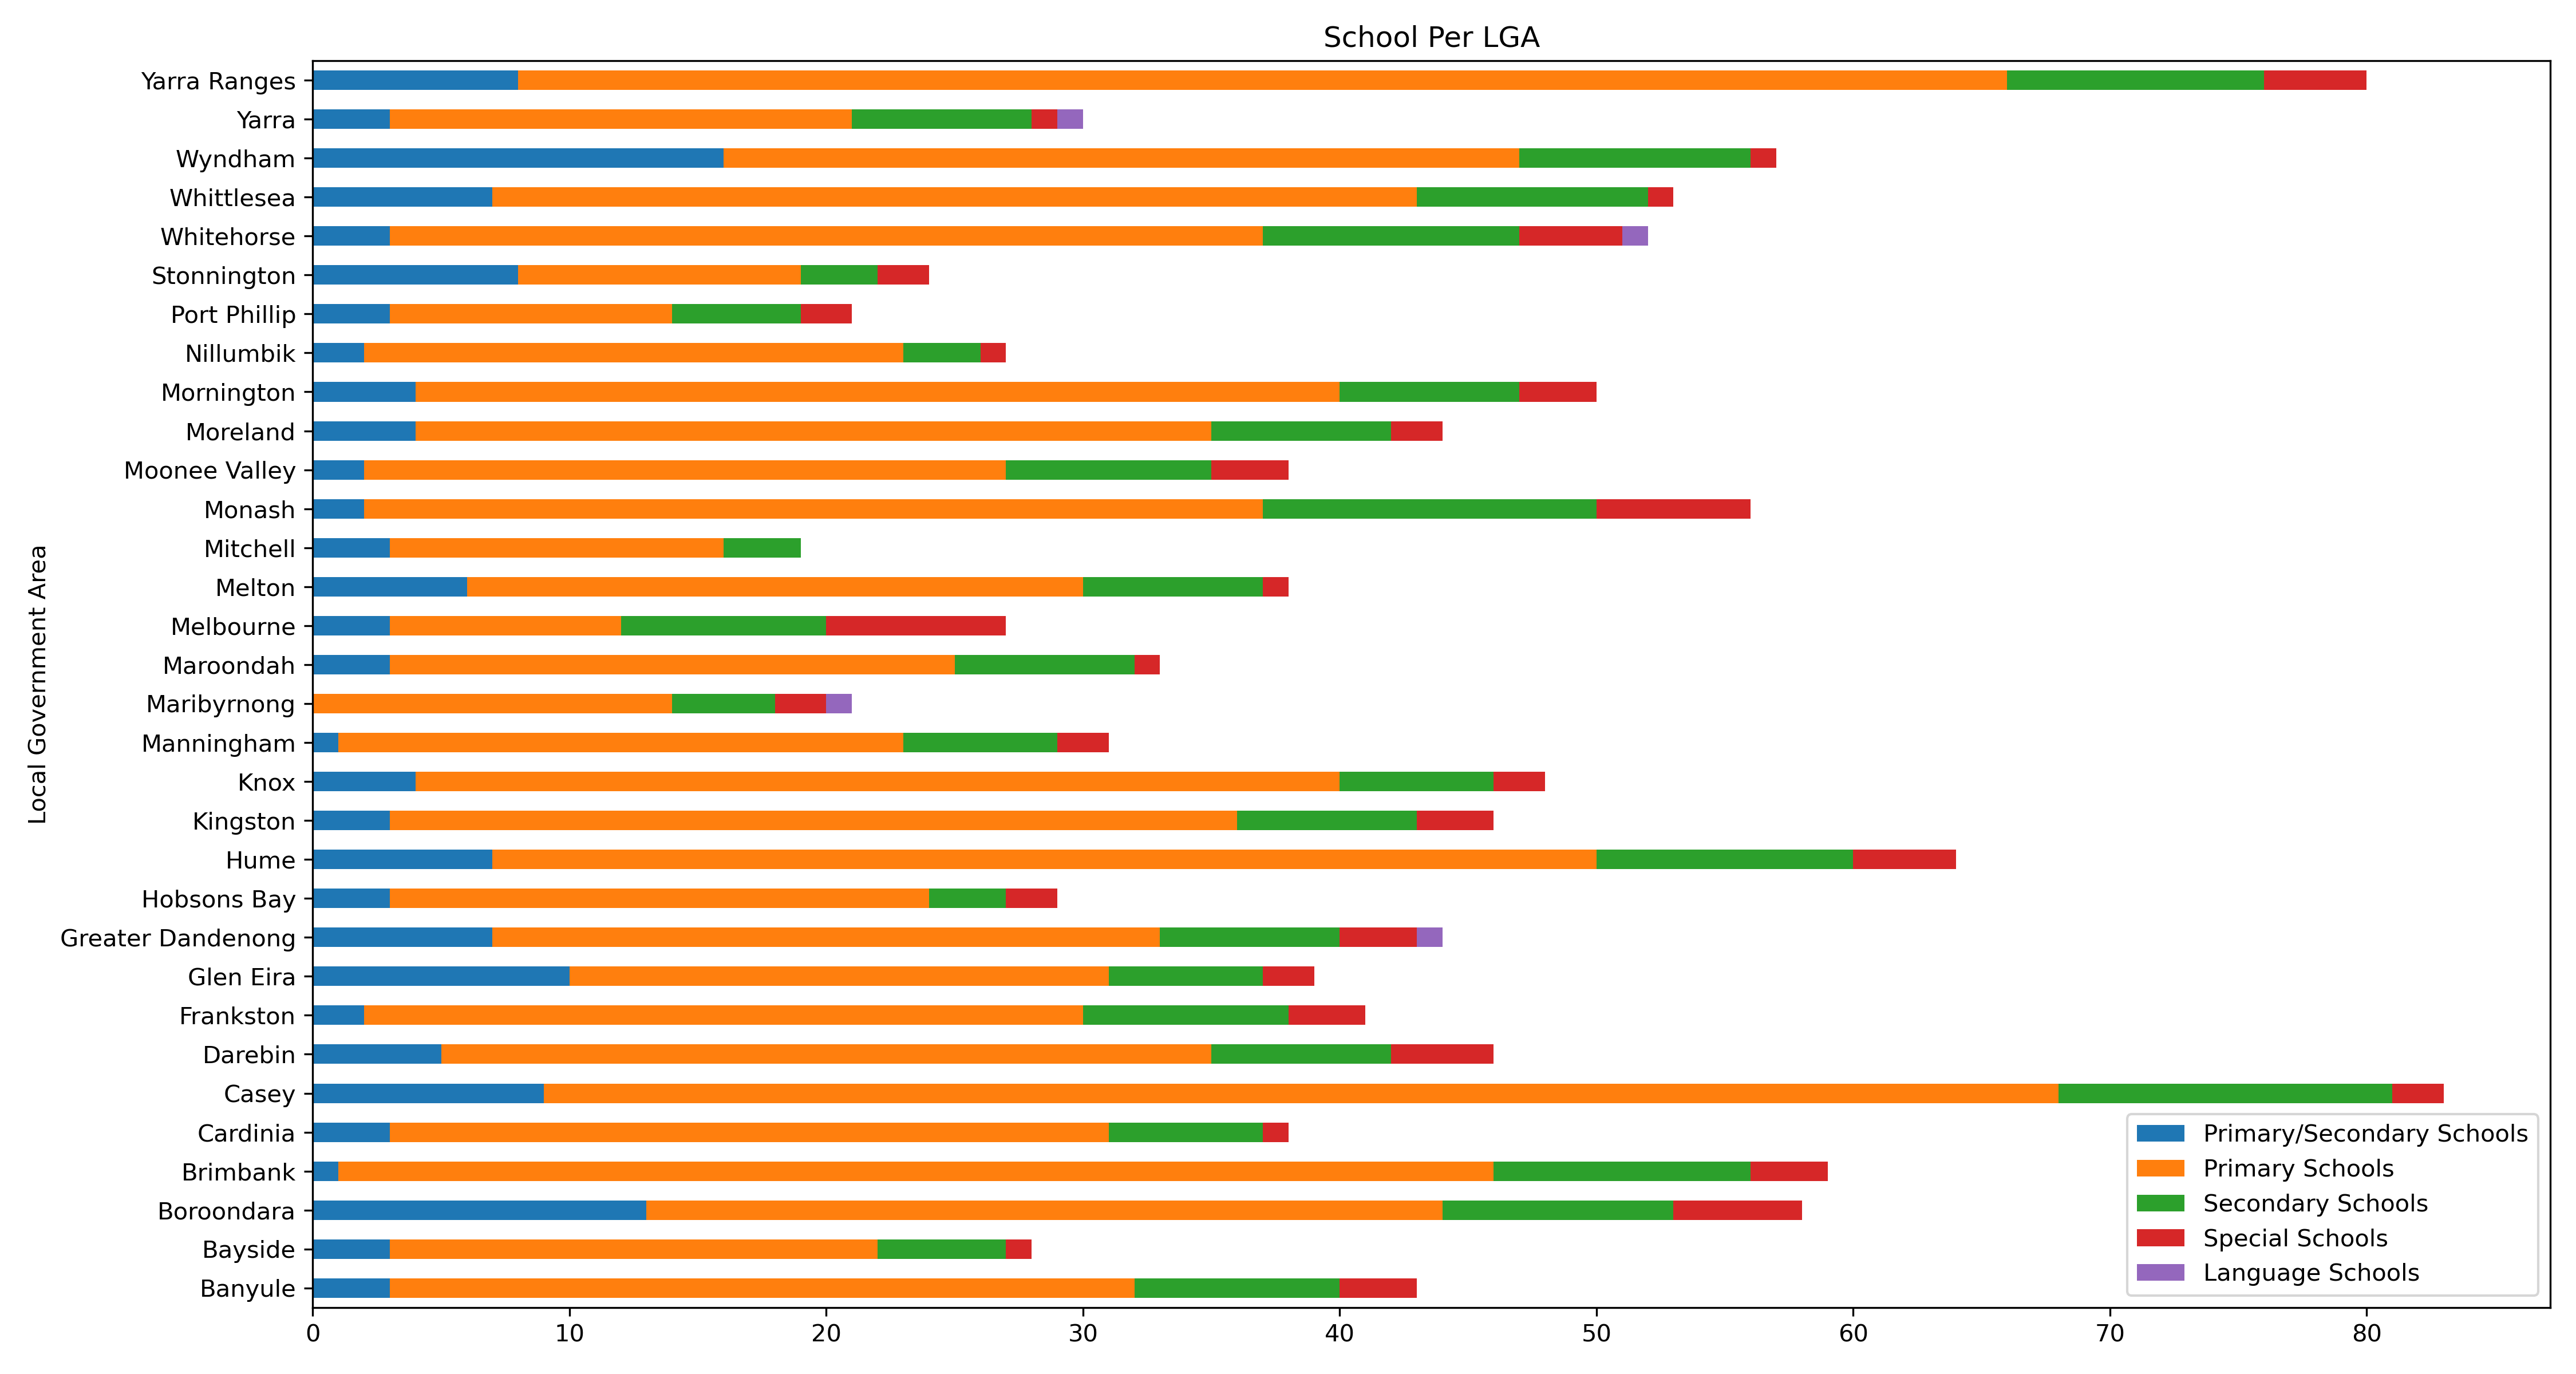 School Per LGA
Yarra Ranges
Yarra
Wyndham
Whittlesea
Whitehorse
Stonnington
Port Phillip
Nillumbik
Mornington
Moreland
Moonee Valley
Monash
Mitchell
Melton
Melbourne
Maroondah
Maribyrnong
Manningham
Knox
Kingston
Hume
Hobsons Bay
Greater Dandenong
Glen Eira
Frankston
Darebin
Casey
Cardinia
Brimbank
Boroondara
Bayside
Banyule
Local Government Area
0 10 20 30 40 50 60 70 80
Primary/Secondary Schools
Primary Schools
Secondary Schools
Special Schools
Language Schools